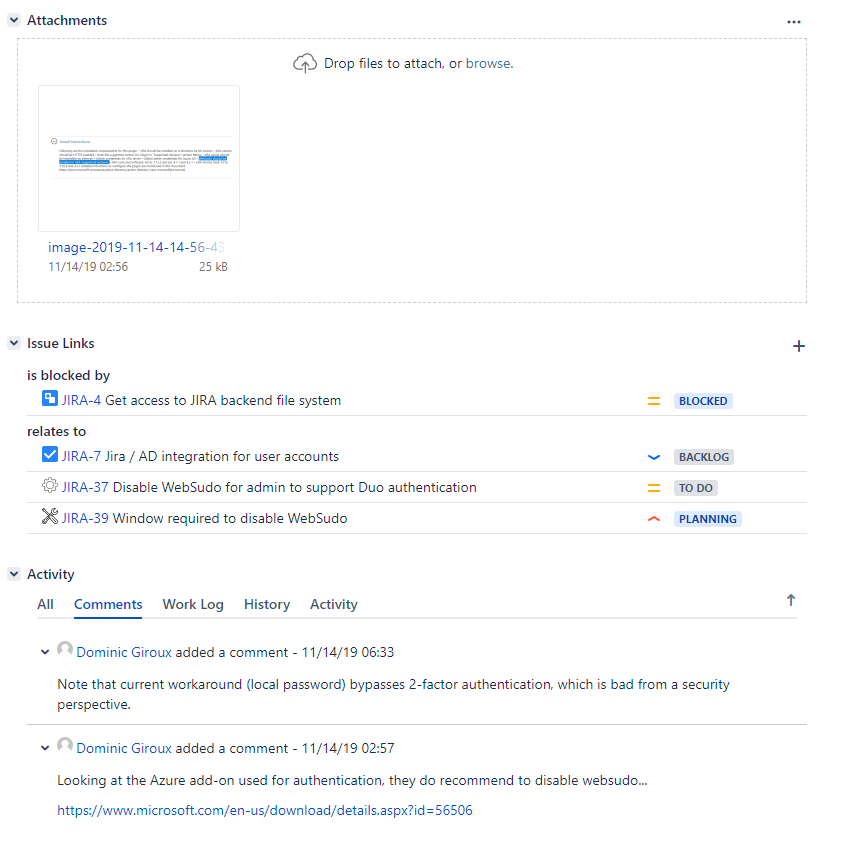 Attachments
Drop files to attach, or browse.
Install Instructions
image-2019-11-14-14-56-43
11/14/19 02:56 25 kB
Issue Links
is blocked by
JIRA-4 Get access to JIRA backend file system BLOCKED
relates to
JIRA-7 Jira / AD integration for user accounts BACKLOG
JIRA-37 Disable WebSudo for admin to support Duo authentication TO DO
JIRA-39 Window required to disable WebSudo PLANNING
Activity
All Comments Work Log History Activity
Dominic Giroux added a comment - 11/14/19 06:33
Note that current workaround (local password) bypasses 2-factor authentication, which is bad from a security
perspective.
Dominic Giroux added a comment - 11/14/19 02:57
Looking at the Azure add-on used for authentication, they do recommend to disable websudo...
https://www.microsoft.com/en-us/download/details.aspx?id=56506